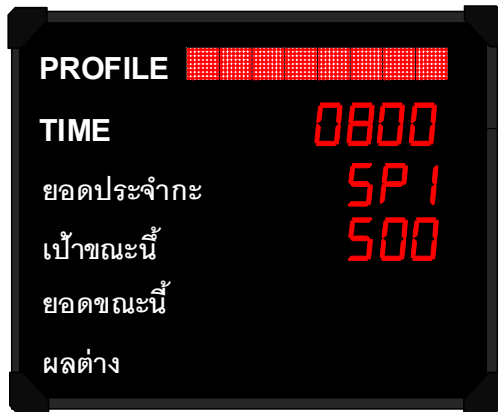 PROFILE
TIME 0800
ยอดประจำกะ SP1
เป้าขณะนี้ 500
ยอดขณะนี้
ผลต่าง